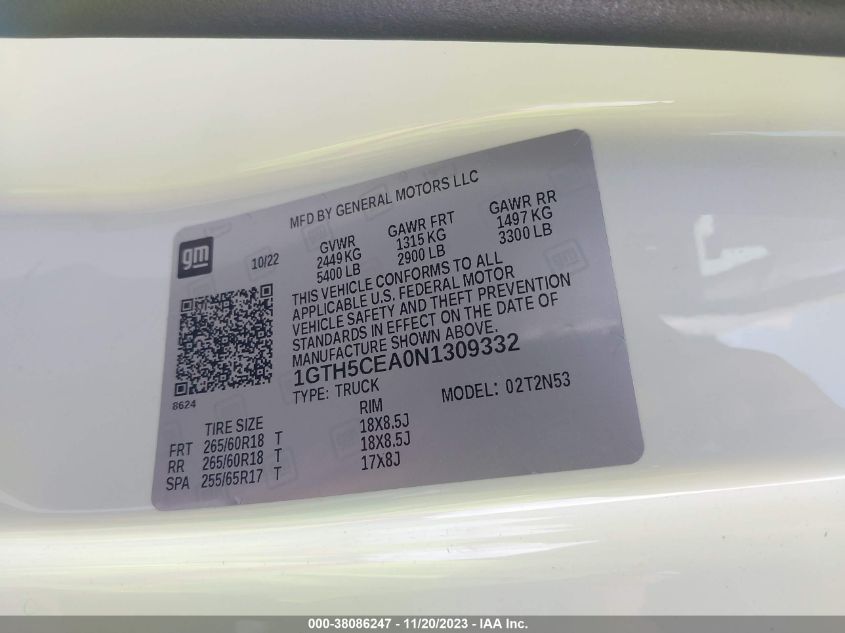 MFD BY GENERAL MOTORS LLC
gm
10/22
GVWR GAWR FRT GAWR RR
2449 KG 1315 KG 1497 KG
5400 LB 2900 LB 3300 LB
THIS VEHICLE CONFORMS TO ALL
APPLICABLE U.S. FEDERAL MOTOR
VEHICLE SAFETY AND THEFT PREVENTION
STANDARDS IN EFFECT ON THE DATE OF
MANUFACTURE SHOWN ABOVE.
1GTH5CEA0N1309332
TYPE: TRUCK MODEL: 02T2N53
8624
TIRE SIZE RIM
FRT 265/60R18 T 18X8.5J
RR 265/60R18 T 18X8.5J
SPA 255/65R17 T 17X8J
000-38086247 - 11/20/2023 - IAA Inc.